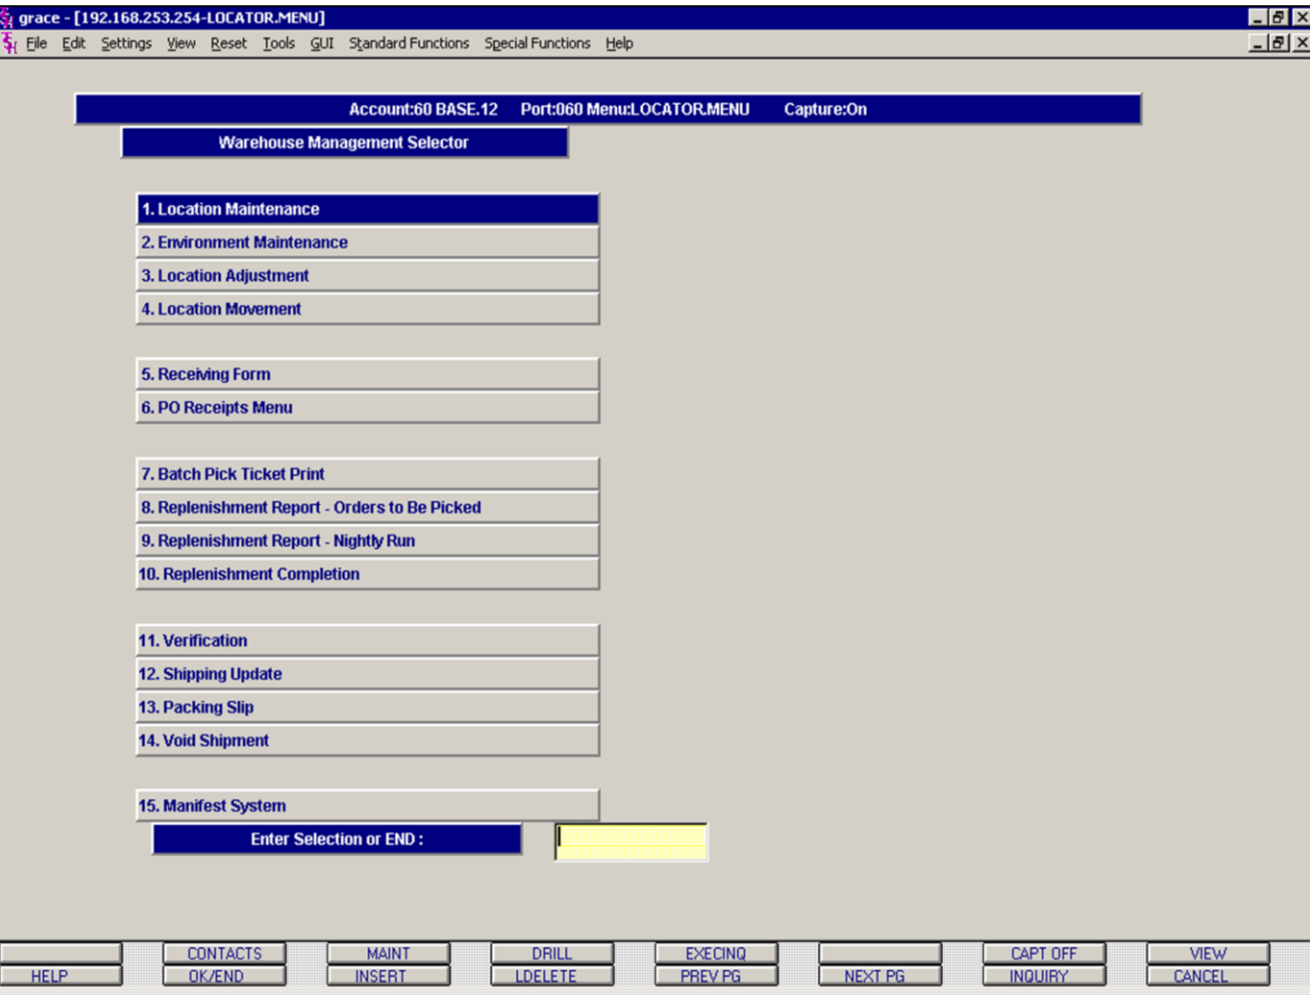 grace - [192.168.253.254-LOCATOR.MENU]
File Edit Settings View Reset Tools GUI Standard Functions Special Functions Help
Account:60 BASE.12 Port:060 Menu:LOCATOR.MENU Capture:On
Warehouse Management Selector
1. Location Maintenance
2. Environment Maintenance
3. Location Adjustment
4. Location Movement
5. Receiving Form
6. PO Receipts Menu
7. Batch Pick Ticket Print
8. Replenishment Report - Orders to Be Picked
9. Replenishment Report - Nightly Run
10. Replenishment Completion
11. Verification
12. Shipping Update
13. Packing Slip
14. Void Shipment
15. Manifest System
Enter Selection or END :
CONTACTS MAINT DRILL EXECINQ CAPT OFF VIEW
HELP OK/END INSERT LDELETE PREV PG NEXT PG INQUIRY CANCEL